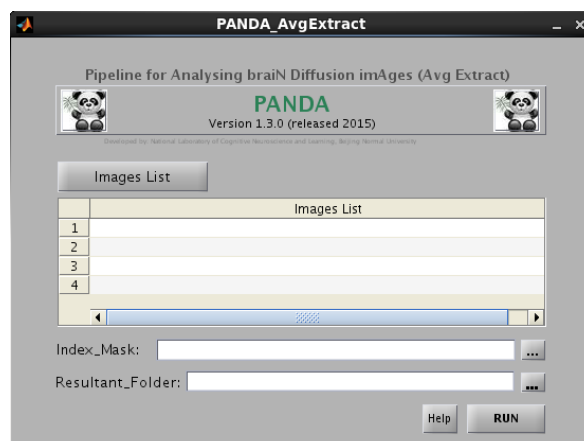 PANDA_AvgExtract
Pipeline for Analysing braiN Diffusion imAges (Avg Extract)
PANDA
Version 1.3.0 (released 2015)
Developed by: National Laboratory of Cognitive Neuroscience and Learning, Beijing Normal University
Images List
Images List
1
2
3
4
Index_Mask: ...
Resultant_Folder: ...
Help RUN